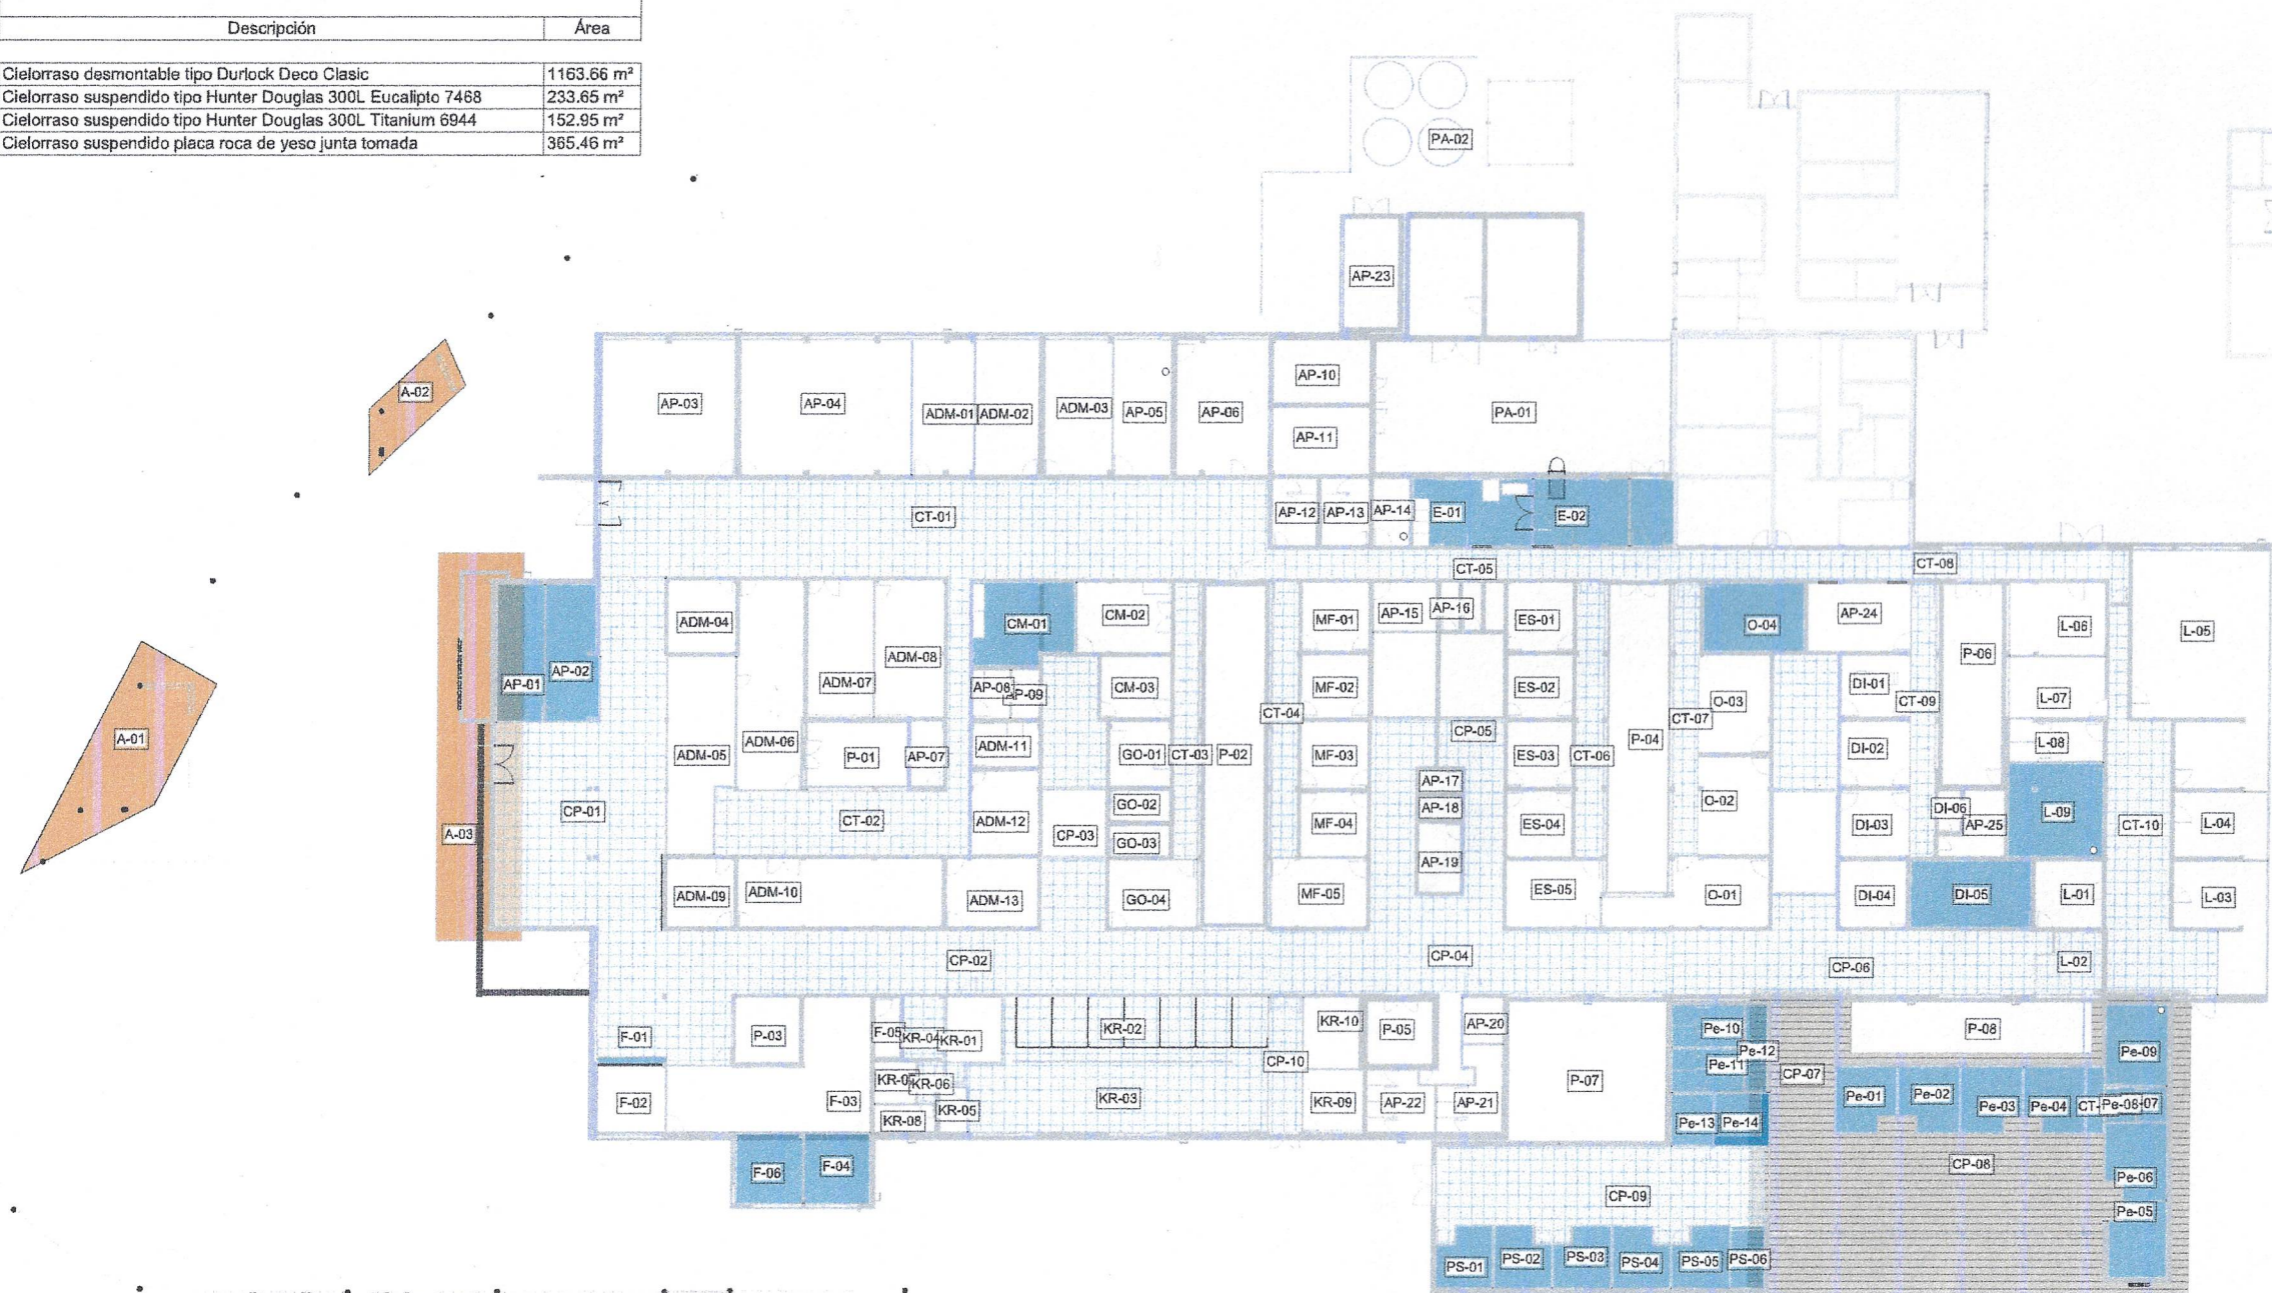 Descripción Área
Cielorraso desmontable tipo Durlock Deco Clasic 1163.66 m²
Cielorraso suspendido tipo Hunter Douglas 300L Eucalipto 7468 233.65 m²
Cielorraso suspendido tipo Hunter Douglas 300L Titanium 6944 152.95 m²
Cielorraso suspendido placa roca de yeso junta tomada 365.46 m²
PA-02
AP-23
A-02
AP-03 AP-04 ADM-01 ADM-02 ADM-03 AP-05 AP-06 AP-10 PA-01
AP-11
CT-01 AP-12 AP-13 AP-14 E-01 E-02
CT-05 CT-08
ADM-04 CM-01 CM-02 MF-01 AP-15 AP-16 ES-01 O-04 AP-24 L-06 L-05
AP-01 AP-02 ADM-07 ADM-08 AP-08 AP-09 CM-03 MF-02 ES-02 O-03 DI-01 CT-09 P-06 L-07
CT-04 CP-05 CT-07
A-01 ADM-05 ADM-06 P-01 AP-07 ADM-11 GO-01 CT-03 P-02 MF-03 ES-03 CT-06 P-04 DI-02 L-08
AP-17
A-03 CP-01 CT-02 ADM-12 CP-03 GO-02 MF-04 AP-18 ES-04 O-02 DI-03 DI-06 AP-25 L-09 CT-10 L-04
GO-03
AP-19
ADM-09 ADM-10 ADM-13 GO-04 MF-05 ES-05 O-01 DI-04 DI-05 L-01 L-03
CP-02 CP-04 CP-06 L-02
F-01 P-03 F-05 KR-04 KR-01 KR-02 KR-10 P-05 AP-20 Pe-10 P-08
CP-10 Pe-12 Pe-09
Pe-11
KR-06 P-07 CP-07
F-02 F-03 KR-05 KR-03 KR-09 AP-22 AP-21 Pe-01 Pe-02 Pe-03 Pe-04 Pe-08
KR-08 Pe-13 Pe-14
F-06 F-04 CP-08 Pe-06
CP-09 Pe-05
PS-01 PS-02 PS-03 PS-04 PS-05 PS-06